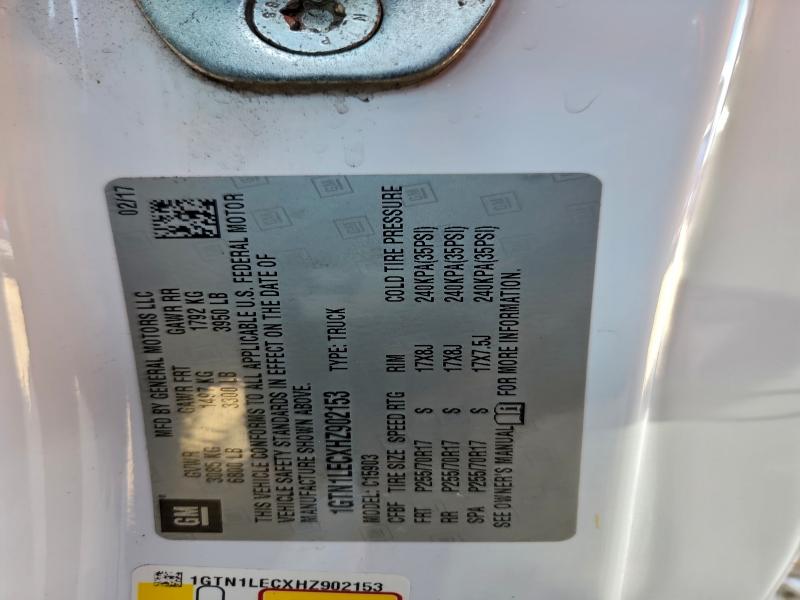 MFD BY GENERAL MOTORS LLC 02/17
GVWR GAWR FRT GAWR RR
3085 KG 1497 KG 1792 KG
6800 LB 3300 LB 3950 LB
THIS VEHICLE CONFORMS TO ALL APPLICABLE U.S. FEDERAL MOTOR
VEHICLE SAFETY STANDARDS IN EFFECT ON THE DATE OF
MANUFACTURE SHOWN ABOVE.
1GTN1LECXHZ902153 TYPE: TRUCK
MODEL: C15903
CFBF TIRE SIZE SPEED RTG RIM COLD TIRE PRESSURE
FRT P255/70R17 S 17X8J 240KPA(35PSI)
RR P255/70R17 S 17X8J 240KPA(35PSI)
SPA P255/70R17 S 17X7.5J 240KPA(35PSI)
SEE OWNER'S MANUAL FOR MORE INFORMATION.
GM
1GTN1LECXHZ902153